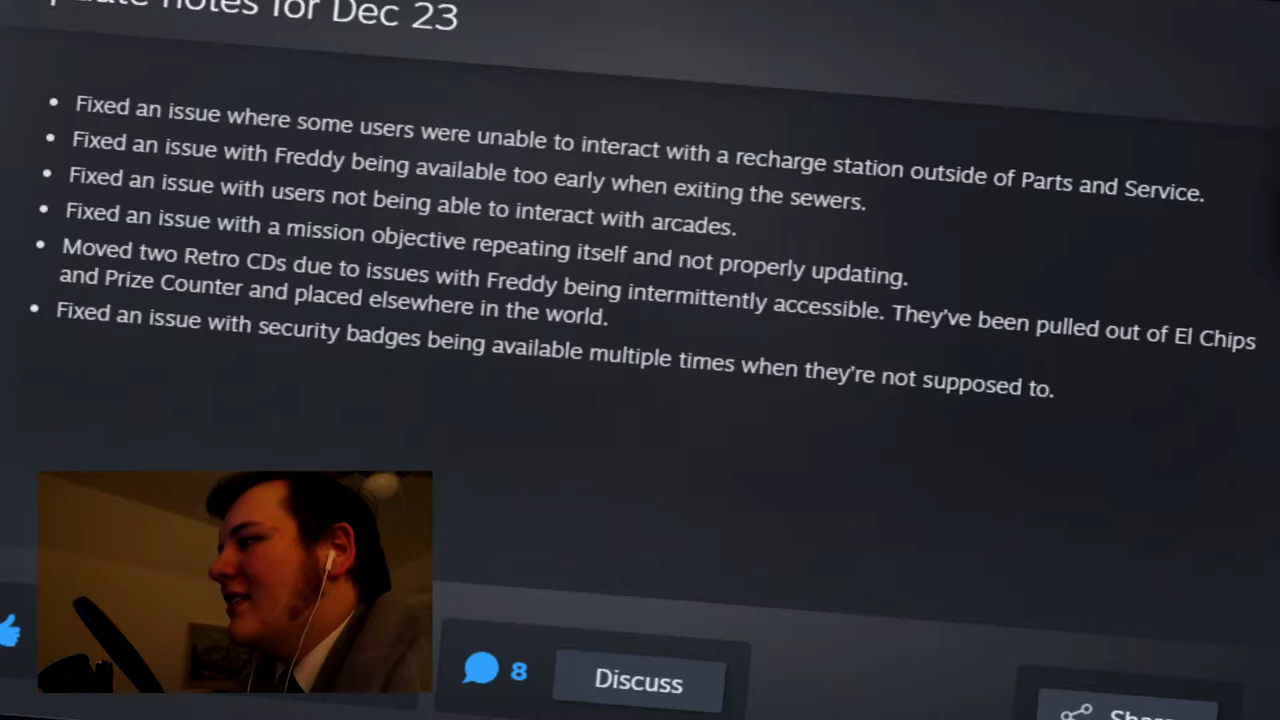 notes for Dec 23
• Fixed an issue where some users were unable to interact with a recharge station outside of Parts and Service.
• Fixed an issue with Freddy being available too early when exiting the sewers.
• Fixed an issue with users not being able to interact with arcades.
• Fixed an issue with a mission objective repeating itself and not properly updating.
• Moved two Retro CDs due to issues with Freddy being intermittently accessible. They've been pulled out of El Chips
and Prize Counter and placed elsewhere in the world.
• Fixed an issue with security badges being available multiple times when they're not supposed to.
8
Discuss